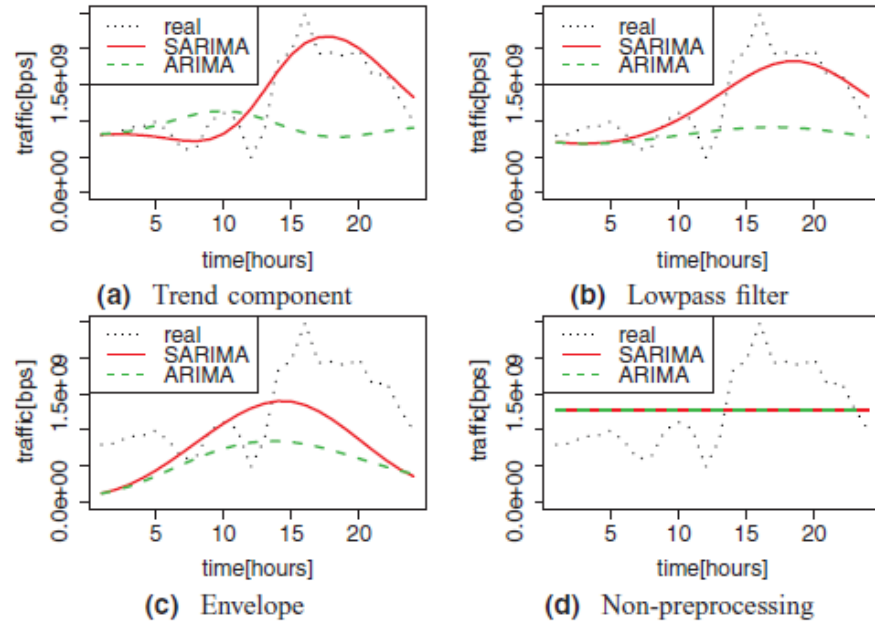 real
SARIMA
ARIMA
traffic[bps]
0.0e+00 1.5e+09
5 10 15 20
time[hours]
(a) Trend component
real
SARIMA
ARIMA
traffic[bps]
0.0e+00 1.5e+09
5 10 15 20
time[hours]
(b) Lowpass filter
real
SARIMA
ARIMA
traffic[bps]
0.0e+00 1.5e+09
5 10 15 20
time[hours]
(c) Envelope
real
SARIMA
ARIMA
traffic[bps]
0.0e+00 1.5e+09
5 10 15 20
time[hours]
(d) Non-preprocessing